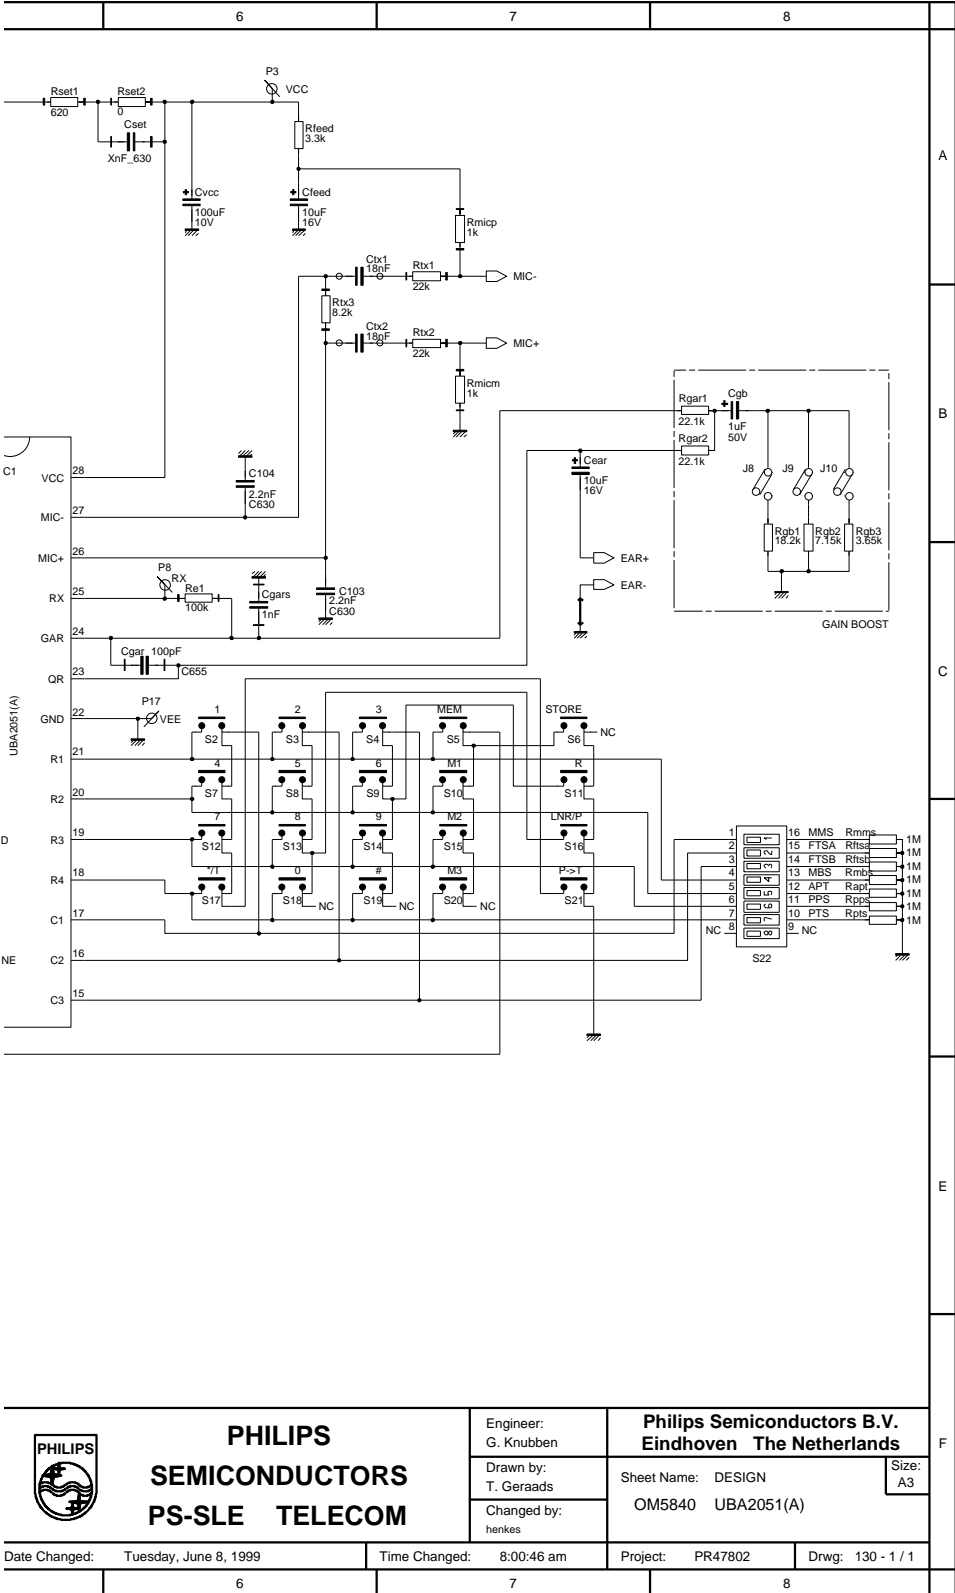 6 7 8
P3
VCC
Rset1 Rset2
620 0
Cset
XnF_630
Rfeed
3.3k
A
Cvcc
100uF
10V
Cfeed
10uF
16V
Rmicp
1k
Ctx1
18nF
Rtx1
22k
MIC-
Rtx3
8.2k
Ctx2
18nF
Rtx2
22k
MIC+
Rmicm
1k
B
Rgar1
22.1k
Cgb
1uF
50V
Rgar2
22.1k
J8 J9 J10
Rgb1
18.2k
Rgb2
7.15k
Rgb3
3.65k
GAIN BOOST
Cear
10uF
16V
EAR+
EAR-
C1
VCC 28
MIC- 27
MIC+ 26
RX 25
GAR 24
QR 23
GND 22
R1 21
R2 20
R3 19
R4 18
C1 17
C2 16
C3 15
UBA2051(A)
D
NE
C104
2.2nF
C630
P8
RX
Re1
100k
Cgars
1nF
C103
2.2nF
C630
Cgar 100pF
C655
C
P17
VEE
1 2 3 MEM STORE
S2 S3 S4 S5 S6 NC
4 5 6 M1 R
S7 S8 S9 S10 S11
7 8 9 M2 LNR/P
S12 S13 S14 S15 S16
*/T 0 # M3 P->T
S17 S18 NC S19 NC S20 NC S21
1 1 16 MMS Rmms 1M
2 2 15 FTSA Rftsa 1M
3 3 14 FTSB Rftsb 1M
4 4 13 MBS Rmbs 1M
5 5 12 APT Rapt 1M
6 6 11 PPS Rpps 1M
7 7 10 PTS Rpts 1M
NC 8 8 9 NC
S22
E
F
PHILIPS
PHILIPS
SEMICONDUCTORS
PS-SLE TELECOM
Engineer:
G. Knubben
Drawn by:
T. Geraads
Changed by:
henkes
Philips Semiconductors B.V.
Eindhoven The Netherlands
Sheet Name: DESIGN
OM5840 UBA2051(A)
Size:
A3
Date Changed: Tuesday, June 8, 1999
Time Changed: 8:00:46 am
Project: PR47802
Drwg: 130 - 1 / 1
6 7 8